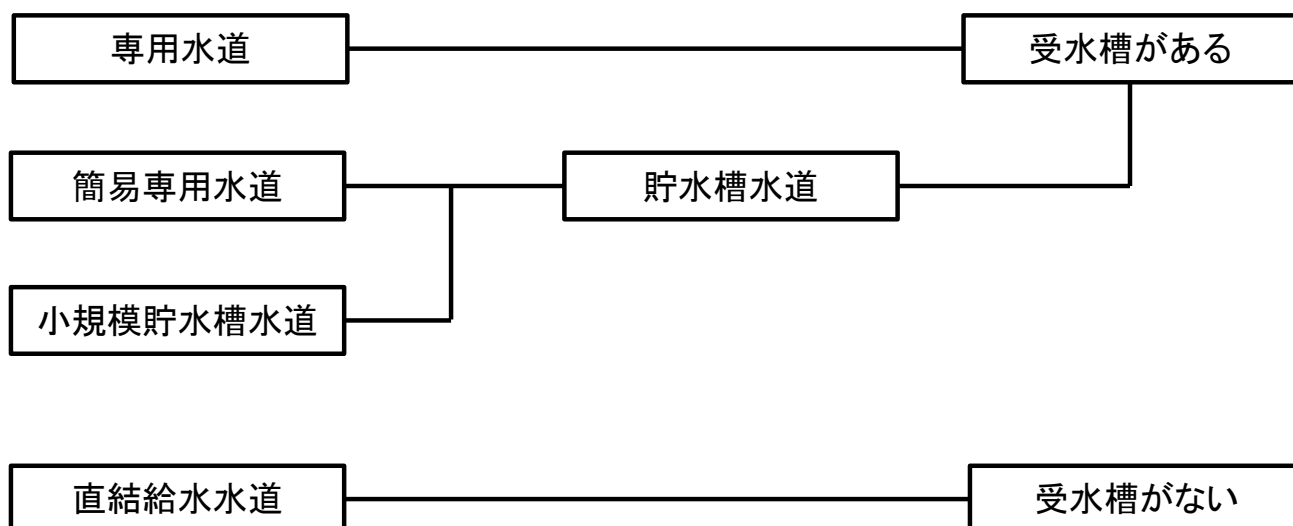 専用水道
受水槽がある
簡易専用水道
貯水槽水道
小規模貯水槽水道
直結給水水道
受水槽がない